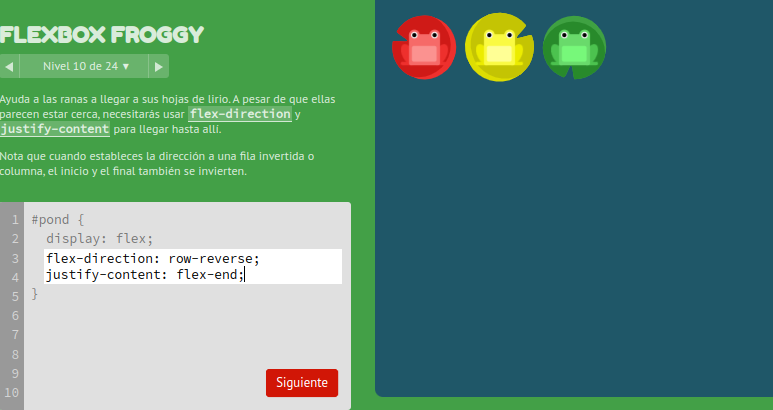 FLEXBOX FROGGY
◀ Nivel 10 de 24 ▾ ▶
Ayuda a las ranas a llegar a sus hojas de lirio. A pesar de que ellas
parecen estar cerca, necesitarás usar flex-direction y
justify-content para llegar hasta allí.
Nota que cuando estableces la dirección a una fila invertida o
columna, el inicio y el final también se invierten.
1 #pond {
2 display: flex;
3 flex-direction: row-reverse;
4 justify-content: flex-end;
5 }
6
7
8
9
10
Siguiente